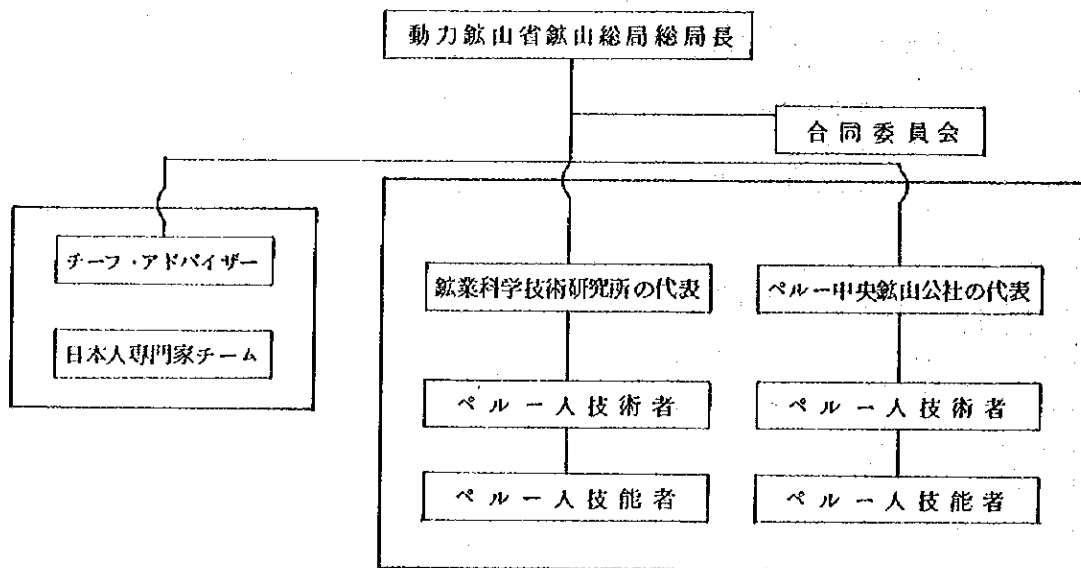 動力鉱山省鉱山総局総局長
合同委員会
チーフ・アドバイザー
日本人専門家チーム
鉱業科学技術研究所の代表
ペルー中央鉱山公社の代表
ペルー人技術者
ペルー人技術者
ペルー人技能者
ペルー人技能者